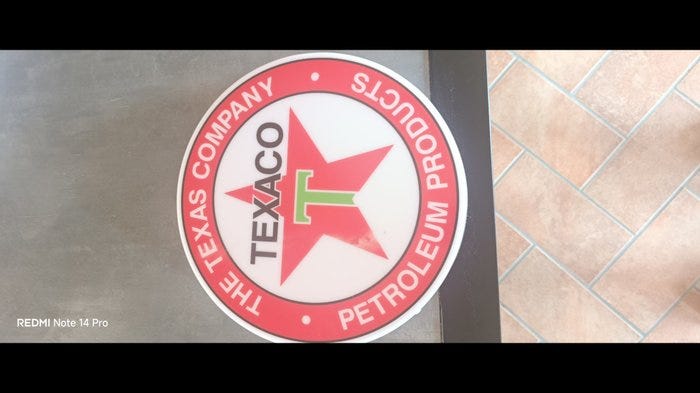 THE TEXAS COMPANY
TEXACO
T
PETROLEUM PRODUCTS
REDMI Note 14 Pro